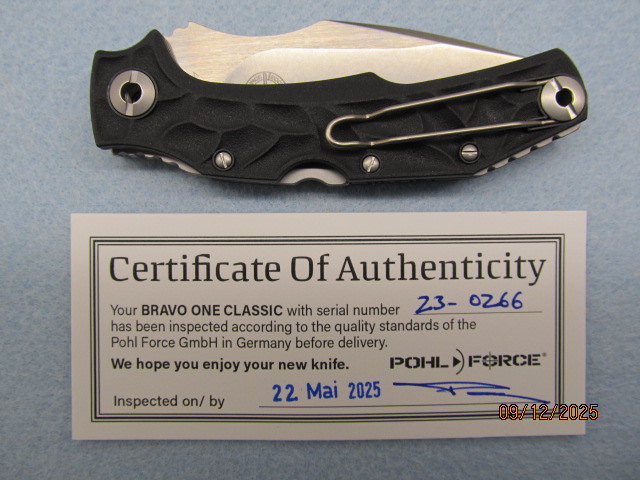 Certificate Of Authenticity
Your BRAVO ONE CLASSIC with serial number 23-0266
has been inspected according to the quality standards of the
Pohl Force GmbH in Germany before delivery.
We hope you enjoy your new knife. POHL FORCE®
Inspected on/ by 22 Mai 2025
09/12/2025